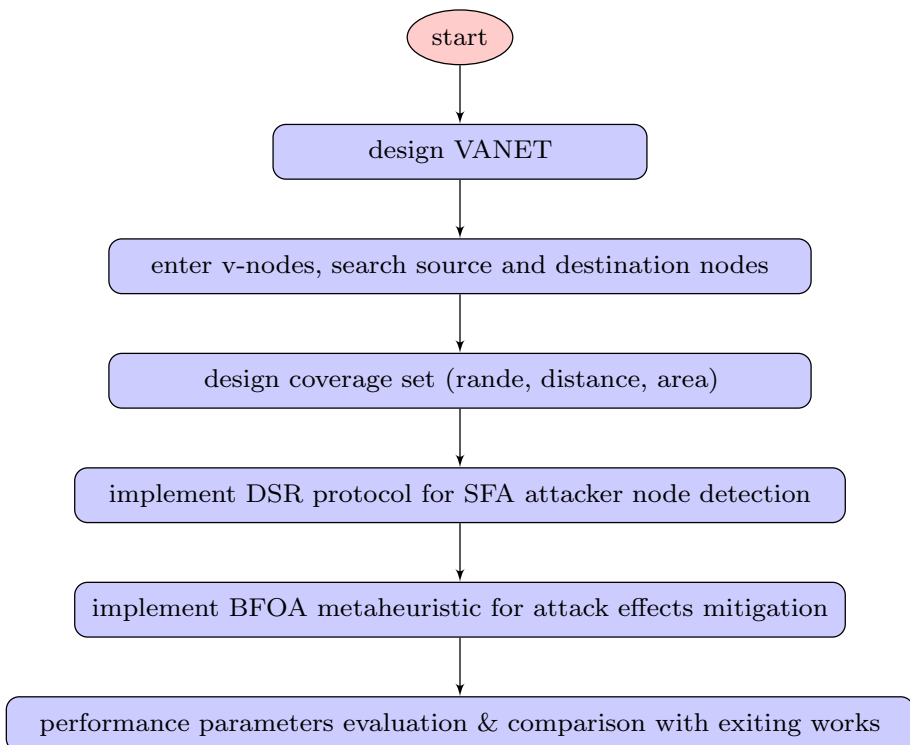 start
design VANET
enter v-nodes, search source and destination nodes
design coverage set (rande, distance, area)
implement DSR protocol for SFA attacker node detection
implement BFOA metaheuristic for attack effects mitigation
performance parameters evaluation & comparison with exiting works